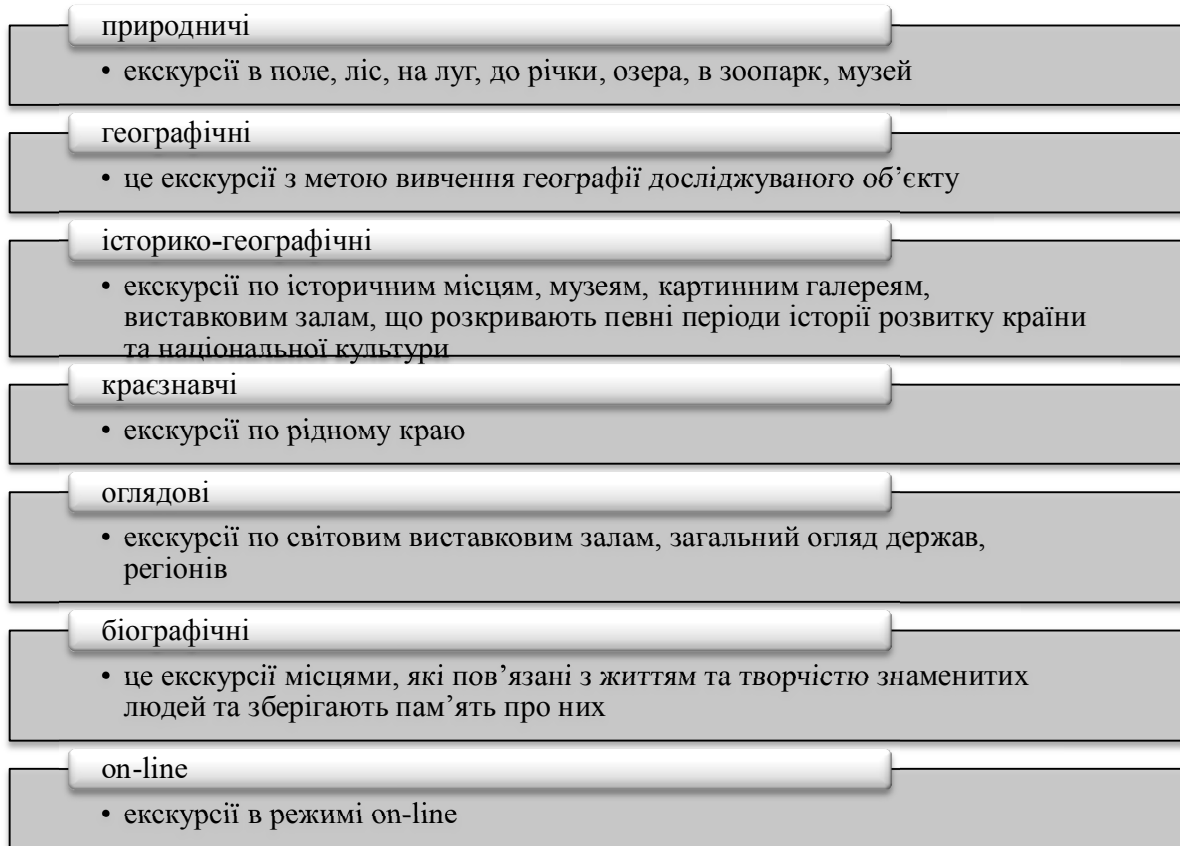 природничі
• екскурсії в поле, ліс, на луг, до річки, озера, в зоопарк, музей
географічні
• це екскурсії з метою вивчення географії досліджуваного об’єкту
історико-географічні
• екскурсії по історичним місцям, музеям, картинним галереям,
виставковим залам, що розкривають певні періоди історії розвитку країни
та національної культури
краєзнавчі
• екскурсії по рідному краю
оглядові
• екскурсії по світовим виставковим залам, загальний огляд держав,
регіонів
біографічні
• це екскурсії місцями, які пов’язані з життям та творчістю знаменитих
людей та зберігають пам’ять про них
on-line
• екскурсії в режимі on-line